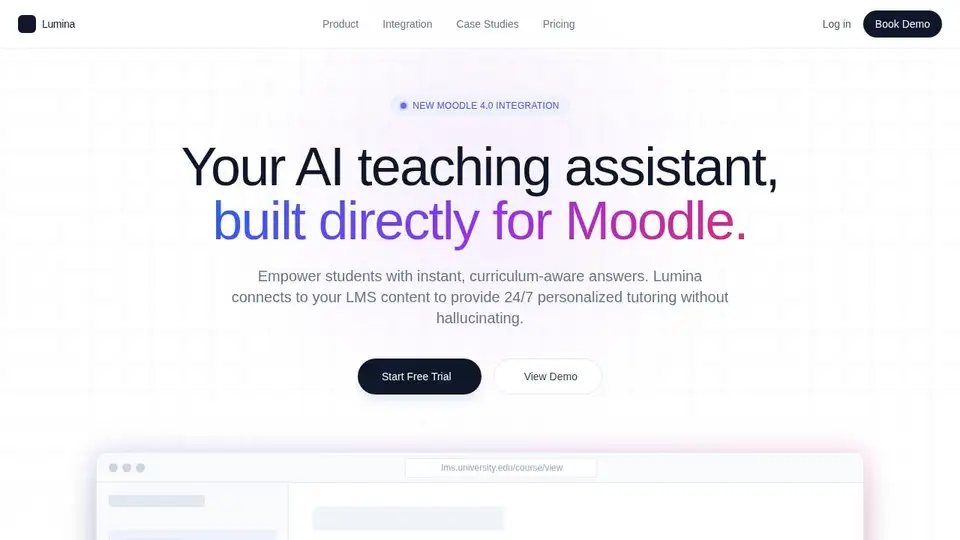 Lumina
Product
Integration
Case Studies
Pricing
Log in
Book Demo
NEW MOODLE 4.0 INTEGRATION
Your AI teaching assistant,
built directly for Moodle.
Empower students with instant, curriculum-aware answers. Lumina
connects to your LMS content to provide 24/7 personalized tutoring without
hallucinating.
Start Free Trial
View Demo
lms.university.edu/course/view